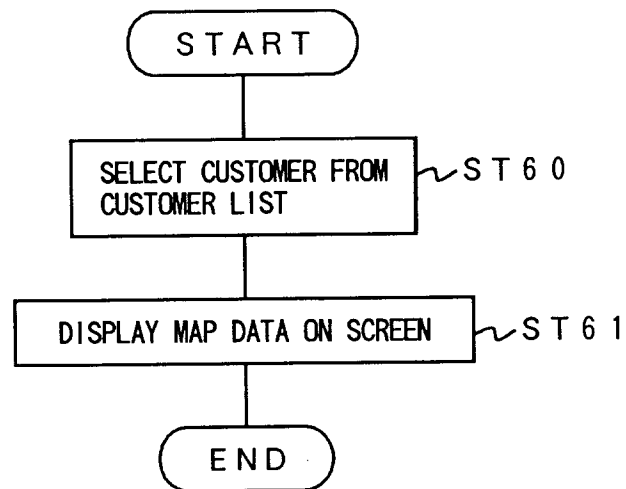 START
SELECT CUSTOMER FROM
CUSTOMER LIST
ST60
DISPLAY MAP DATA ON SCREEN
ST61
END